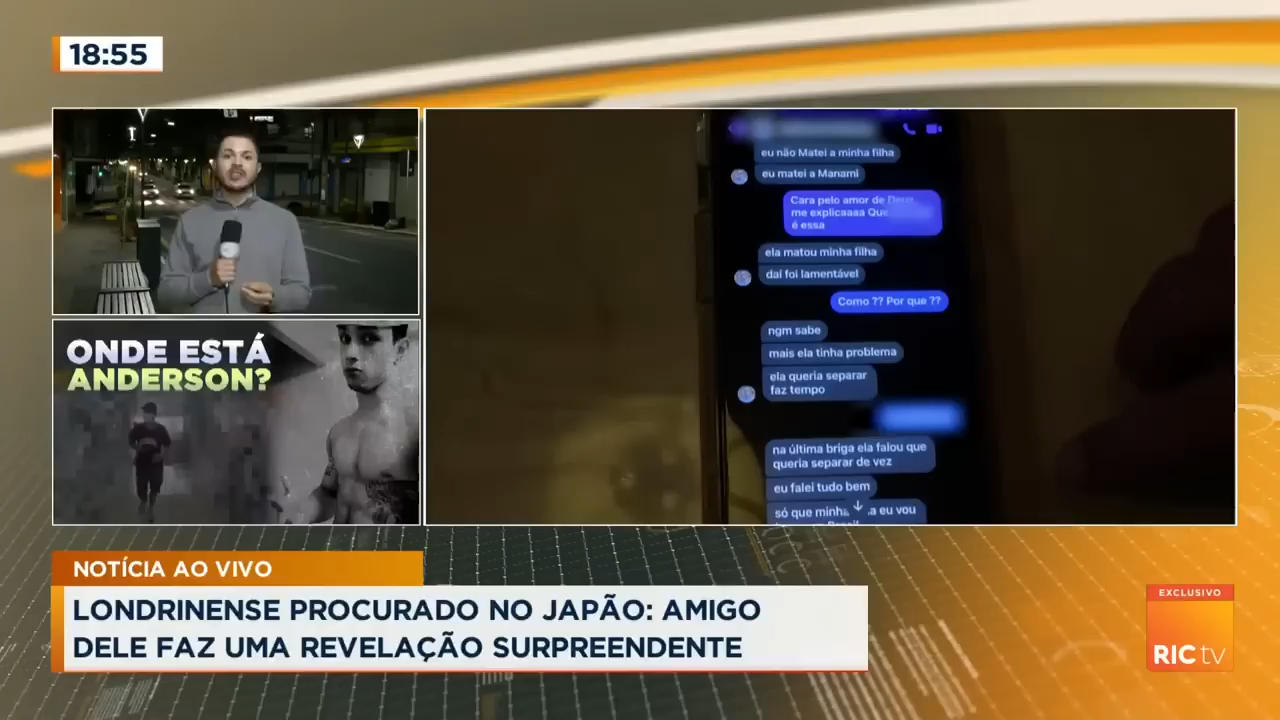 18:55
ONDE ESTÁ
ANDERSON?
eu não Matei a minha filha
eu matei a Manami
Cara pelo amor de
me explicaaaa Que
é essa
ela matou minha filha
daí foi lamentável
Como ?? Por que ??
ngm sabe
mais ela tinha problema
ela queria separar
faz tempo
na última briga ela falou que
queria separar de vez
eu falei tudo bem
só que minha eu vou
NOTÍCIA AO VIVO
LONDRINENSE PROCURADO NO JAPÃO: AMIGO
DELE FAZ UMA REVELAÇÃO SURPREENDENTE
EXCLUSIVO
RIC tv